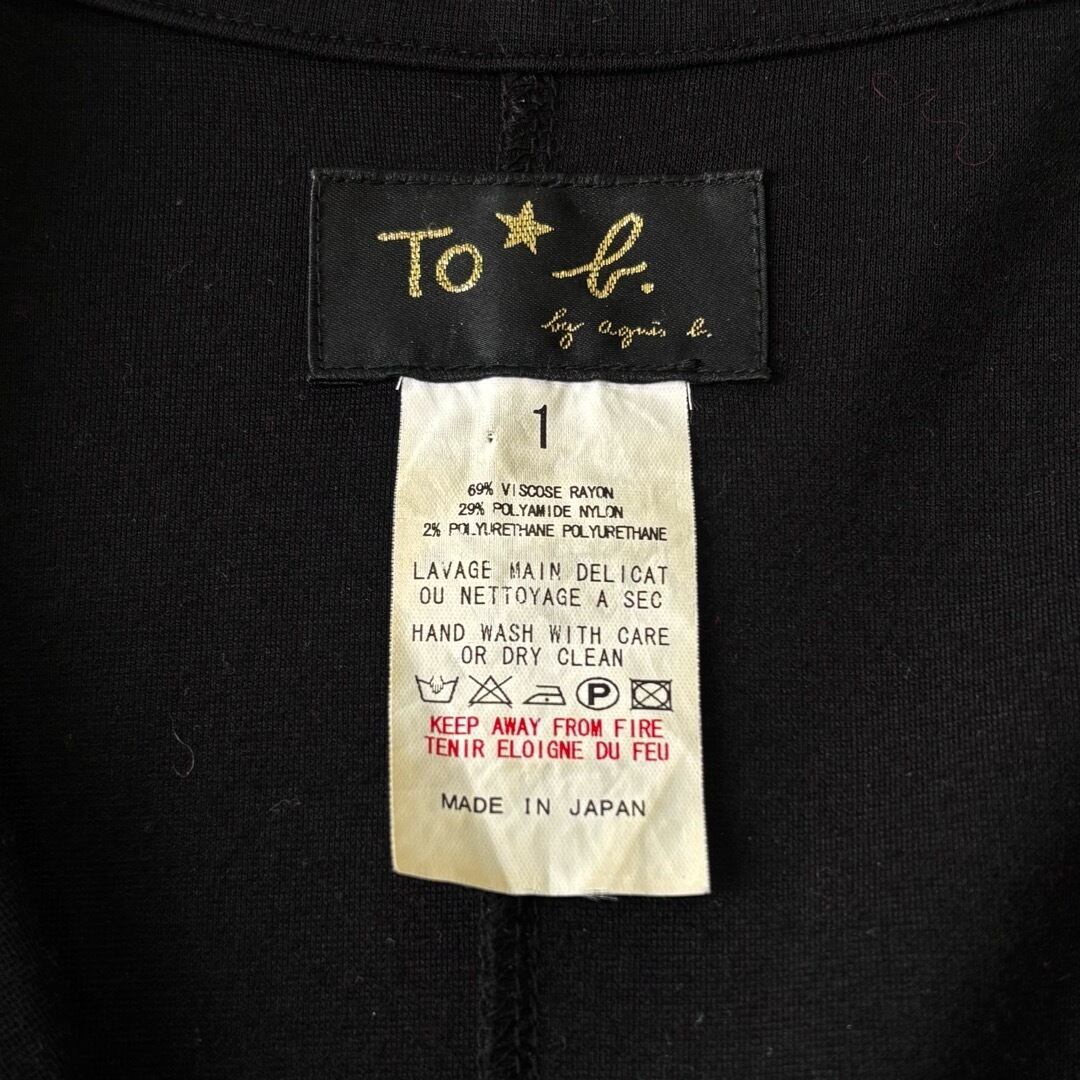 To★b.
by agnès b.
1
69% VISCOSE RAYON
29% POLYAMIDE NYLON
2% POLYURETHANE POLYURETHANE
LAVAGE MAIN DELICAT
OU NETTOYAGE A SEC
HAND WASH WITH CARE
OR DRY CLEAN
P
KEEP AWAY FROM FIRE
TENIR ELOIGNE DU FEU
MADE IN JAPAN